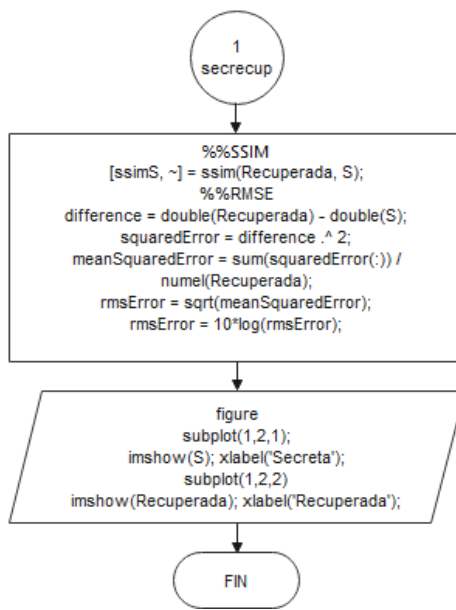 1
secrecup
%%SSIM
[ssimS, ~] = ssim(Recuperada, S);
%%RMSE
difference = double(Recuperada) - double(S);
squaredError = difference .^ 2;
meanSquaredError = sum(squaredError(:)) /
numel(Recuperada);
rmsError = sqrt(meanSquaredError);
rmsError = 10*log(rmsError);
figure
subplot(1,2,1);
imshow(S); xlabel('Secreta');
subplot(1,2,2)
imshow(Recuperada); xlabel('Recuperada');
FIN